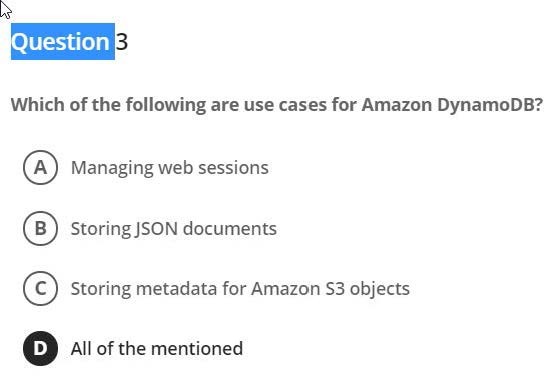 Question 3
Which of the following are use cases for Amazon DynamoDB?
A Managing web sessions
B Storing JSON documents
C Storing metadata for Amazon S3 objects
D All of the mentioned